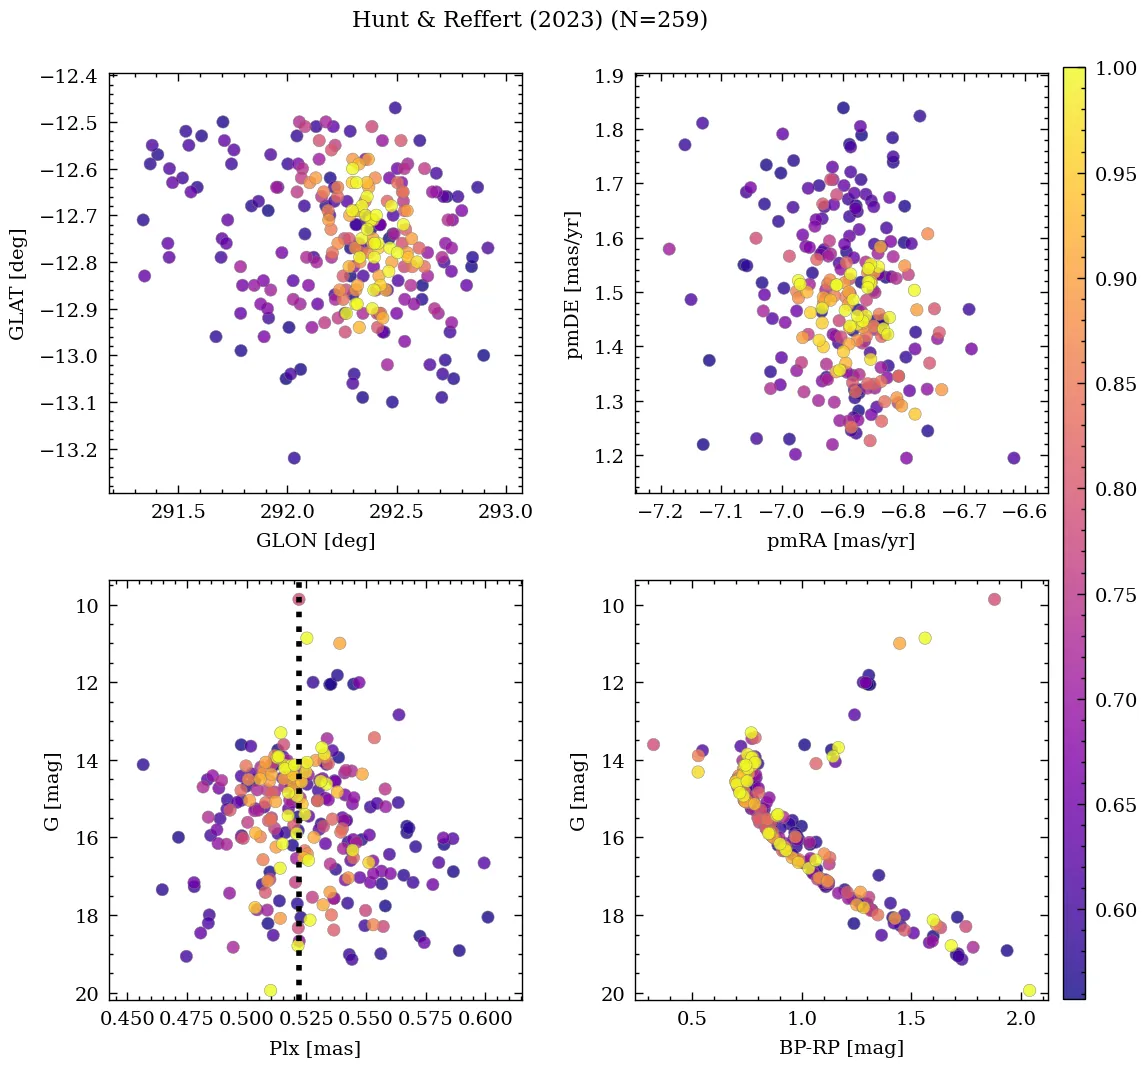 Hunt & Reffert (2023) (N=259)
−12.4
−12.5
−12.6
−12.7
−12.8
−12.9
−13.0
−13.1
−13.2
GLAT [deg]
291.5 292.0 292.5 293.0
GLON [deg]
1.9
1.8
1.7
1.6
1.5
1.4
1.3
1.2
pmDE [mas/yr]
−7.2 −7.1 −7.0 −6.9 −6.8 −6.7 −6.6
pmRA [mas/yr]
10
12
14
16
18
20
G [mag]
0.450 0.475 0.500 0.525 0.550 0.575 0.600
Plx [mas]
10
12
14
16
18
20
G [mag]
0.5 1.0 1.5 2.0
BP-RP [mag]
1.00
0.95
0.90
0.85
0.80
0.75
0.70
0.65
0.60